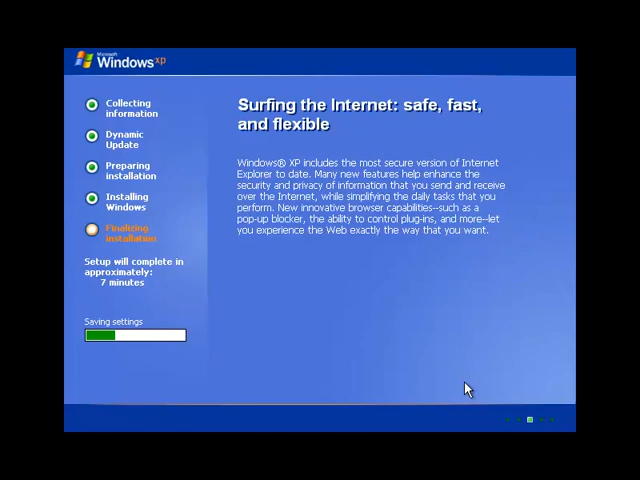 Microsoft
Windows xp
Collecting
information
Dynamic
Update
Preparing
installation
Installing
Windows
Finalizing
installation
Setup will complete in
approximately:
7 minutes
Saving settings
Surfing the Internet: safe, fast,
and flexible
Windows® XP includes the most secure version of Internet
Explorer to date. Many new features help enhance the
security and privacy of information that you send and receive
over the Internet, while simplifying the daily tasks that you
perform. New innovative browser capabilities--such as a
pop-up blocker, the ability to control plug-ins, and more--let
you experience the Web exactly the way that you want.